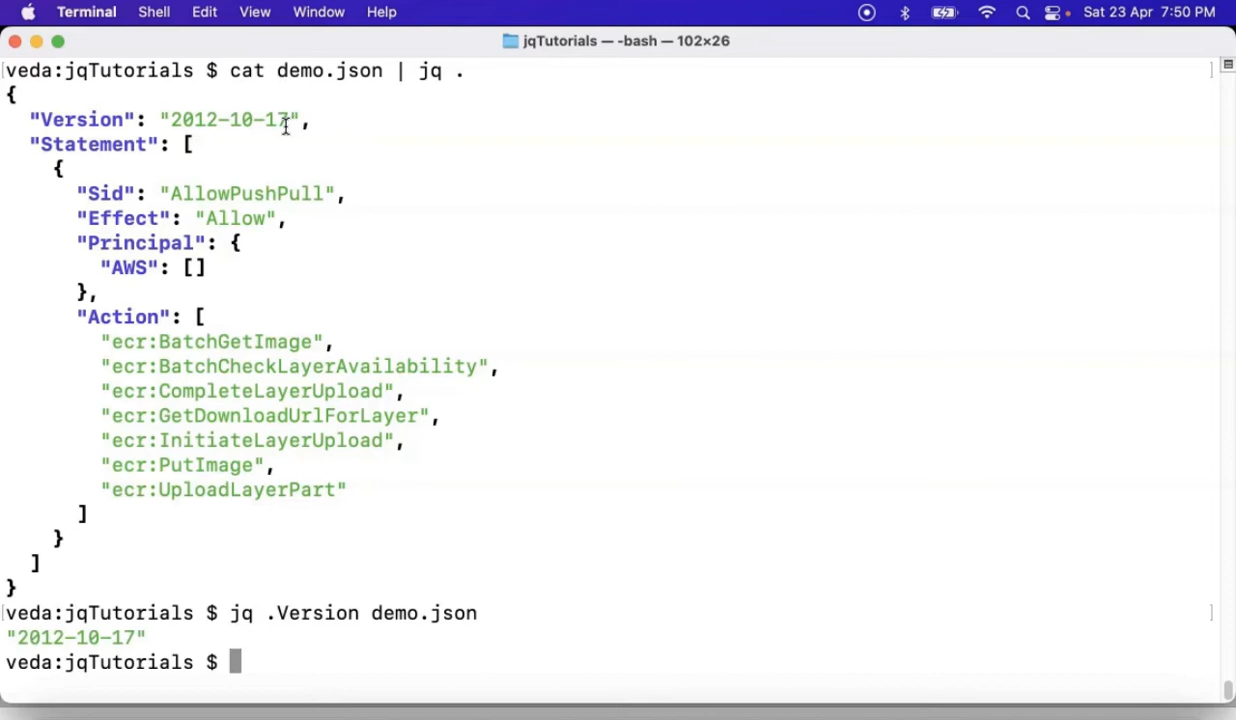 Terminal Shell Edit View Window Help Sat 23 Apr 7:50 PM
jqTutorials — -bash — 102×26
veda:jqTutorials $ cat demo.json | jq .
{
  "Version": "2012-10-17",
  "Statement": [
    {
      "Sid": "AllowPushPull",
      "Effect": "Allow",
      "Principal": {
        "AWS": []
      },
      "Action": [
        "ecr:BatchGetImage",
        "ecr:BatchCheckLayerAvailability",
        "ecr:CompleteLayerUpload",
        "ecr:GetDownloadUrlForLayer",
        "ecr:InitiateLayerUpload",
        "ecr:PutImage",
        "ecr:UploadLayerPart"
      ]
    }
  ]
}
veda:jqTutorials $ jq .Version demo.json
"2012-10-17"
veda:jqTutorials $